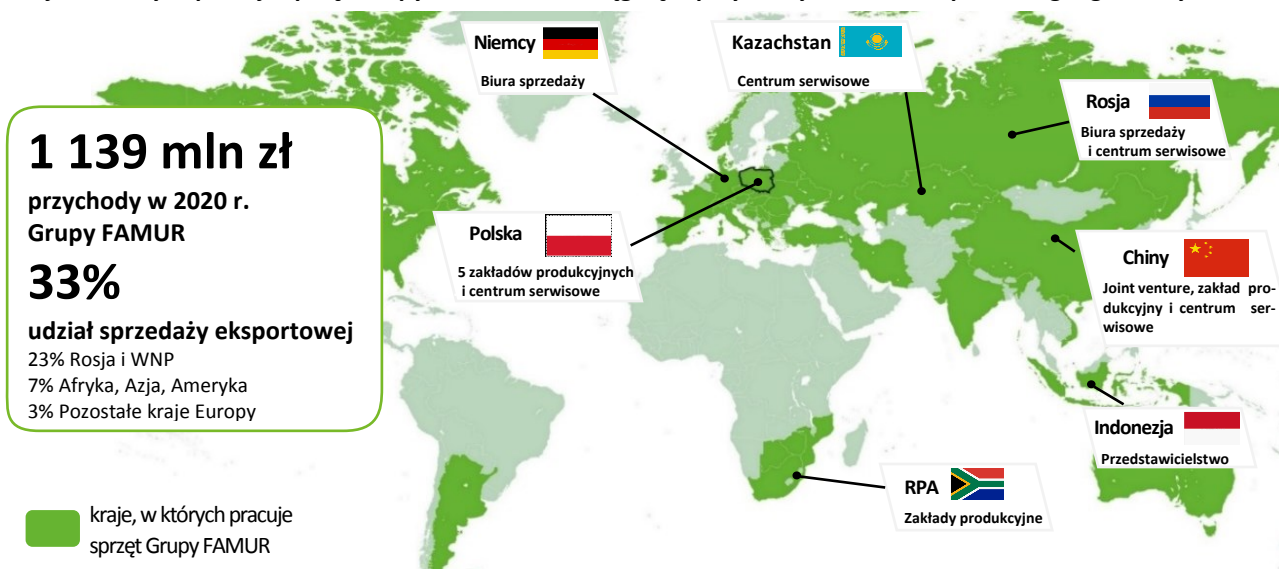 1 139 mln zł
przychody w 2020 r.
Grupy FAMUR
33%
udział sprzedaży eksportowej
23% Rosja i WNP
7% Afryka, Azja, Ameryka
3% Pozostałe kraje Europy
Niemcy
Biura sprzedaży
Kazachstan
Centrum serwisowe
Rosja
Biura sprzedaży
i centrum serwisowe
Polska
5 zakładów produkcyjnych
i centrum serwisowe
Chiny
Joint venture, zakład pro-
dukcyjny i centrum ser-
wisowe
Indonezja
Przedstawicielstwo
RPA
Zakłady produkcyjne
kraje, w których pracuje
sprzęt Grupy FAMUR